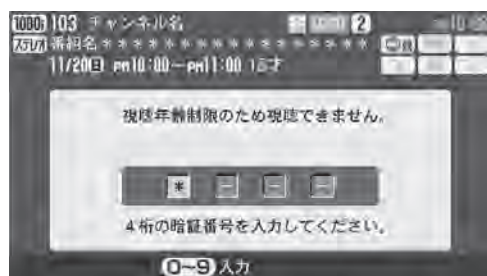 1080i 103 チャンネル名 2
ステレオ 番組名********************
11/20日 PM10:00～PM11:00 18才
視聴年齢制限のため視聴できません。
* － － －
4桁の暗証番号を入力してください。
0～9 入力